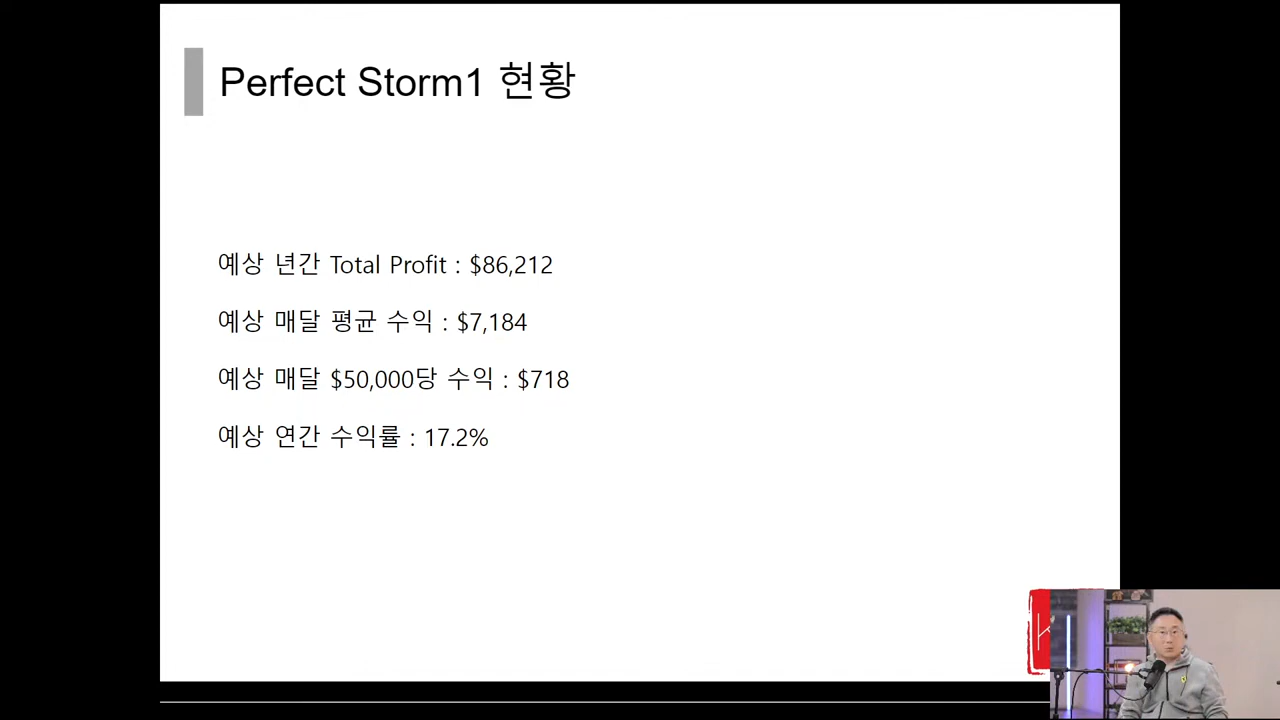 Perfect Storm1 현황
예상 년간 Total Profit : $86,212
예상 매달 평균 수익 : $7,184
예상 매달 $50,000당 수익 : $718
예상 연간 수익률 : 17.2%